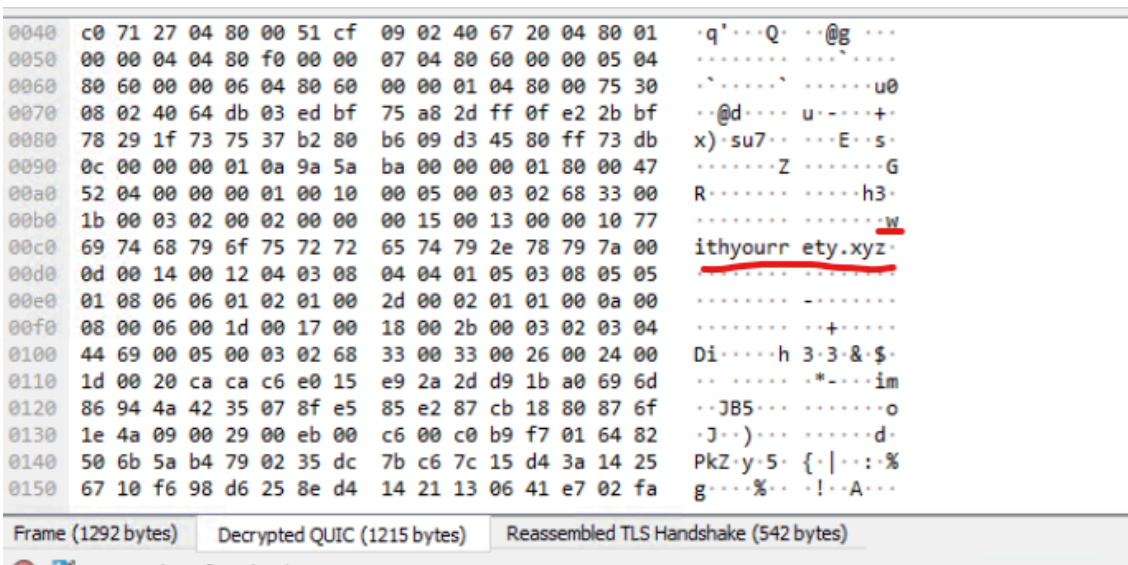 0040 c0 71 27 04 80 00 51 cf 09 02 40 67 20 04 80 01 ·q'···Q· ··@g ···
0050 00 00 04 04 80 f0 00 00 07 04 80 60 00 00 05 04 ········ ···`····
0060 80 60 00 00 06 04 80 60 00 00 01 04 80 00 75 30 ·`·····` ······u0
0070 08 02 40 64 db 03 ed bf 75 a8 2d ff 0f e2 2b bf ··@d···· u·-···+·
0080 78 29 1f 73 75 37 b2 80 b6 09 d3 45 80 ff 73 db x)·su7·· ···E··s·
0090 0c 00 00 00 01 0a 9a 5a ba 00 00 00 01 80 00 47 ·······Z ·······G
00a0 52 04 00 00 00 01 00 10 00 05 00 03 02 68 33 00 R······· ·····h3·
00b0 1b 00 03 02 00 02 00 00 00 15 00 13 00 00 10 77 ········ ·······w
00c0 69 74 68 79 6f 75 72 72 65 74 79 2e 78 79 7a 00 ithyourr ety.xyz·
00d0 0d 00 14 00 12 04 03 08 04 04 01 05 03 08 05 05 ········ ········
00e0 01 08 06 06 01 02 01 00 2d 00 02 01 01 00 0a 00 ········ -·······
00f0 08 00 06 00 1d 00 17 00 18 00 2b 00 03 02 03 04 ········ ··+·····
0100 44 69 00 05 00 03 02 68 33 00 33 00 26 00 24 00 Di·····h 3·3·&·$·
0110 1d 00 20 ca ca c6 e0 15 e9 2a 2d d9 1b a0 69 6d ·· ····· ·*-···im
0120 86 94 4a 42 35 07 8f e5 85 e2 87 cb 18 80 87 6f ··JB5··· ·······o
0130 1e 4a 09 00 29 00 eb 00 c6 00 c0 b9 f7 01 64 82 ·J··)··· ······d·
0140 50 6b 5a b4 79 02 35 dc 7b c6 7c 15 d4 3a 14 25 PkZ·y·5· {·|··:·%
0150 67 10 f6 98 d6 25 8e d4 14 21 13 06 41 e7 02 fa g····%·· ·!··A···
Frame (1292 bytes) Decrypted QUIC (1215 bytes) Reassembled TLS Handshake (542 bytes)